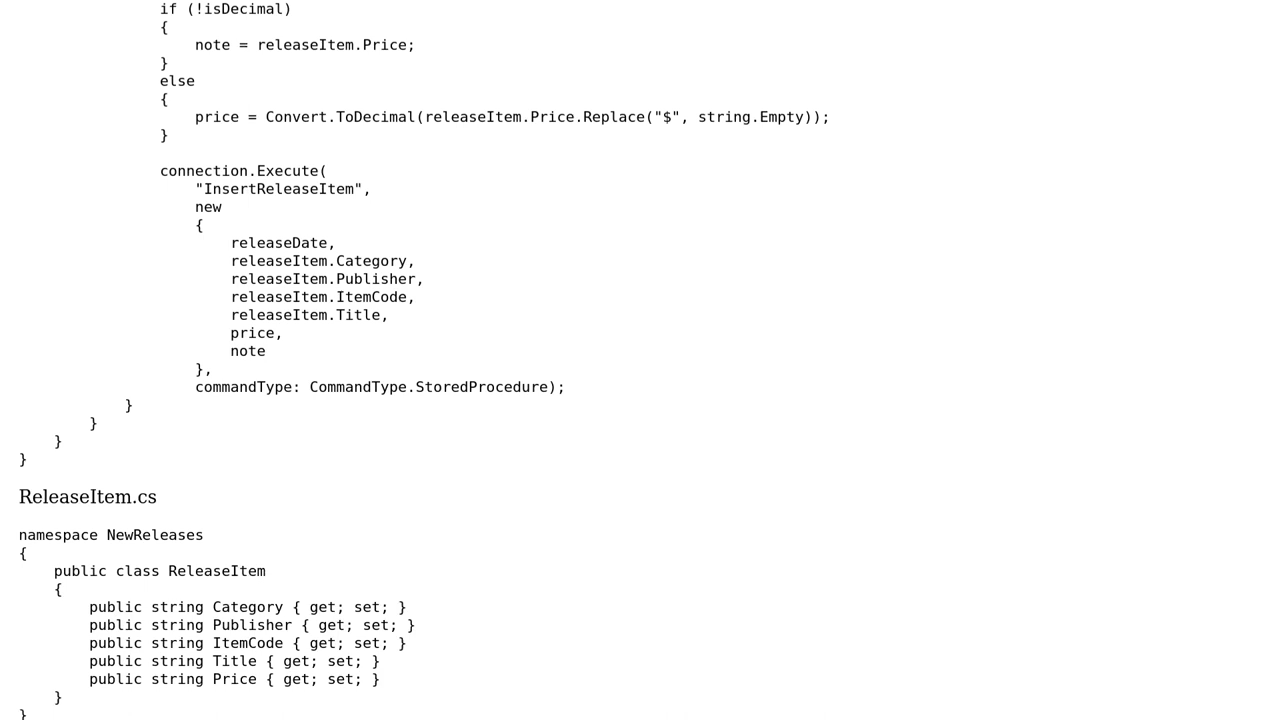 if (!isDecimal)
{
note = releaseItem.Price;
}
else
{
price = Convert.ToDecimal(releaseItem.Price.Replace("$", string.Empty));
}
connection.Execute(
"InsertReleaseItem",
new
{
releaseDate,
releaseItem.Category,
releaseItem.Publisher,
releaseItem.ItemCode,
releaseItem.Title,
price,
note
},
commandType: CommandType.StoredProcedure);
}
}
}
}
ReleaseItem.cs
namespace NewReleases
{
public class ReleaseItem
{
public string Category { get; set; }
public string Publisher { get; set; }
public string ItemCode { get; set; }
public string Title { get; set; }
public string Price { get; set; }
}
}